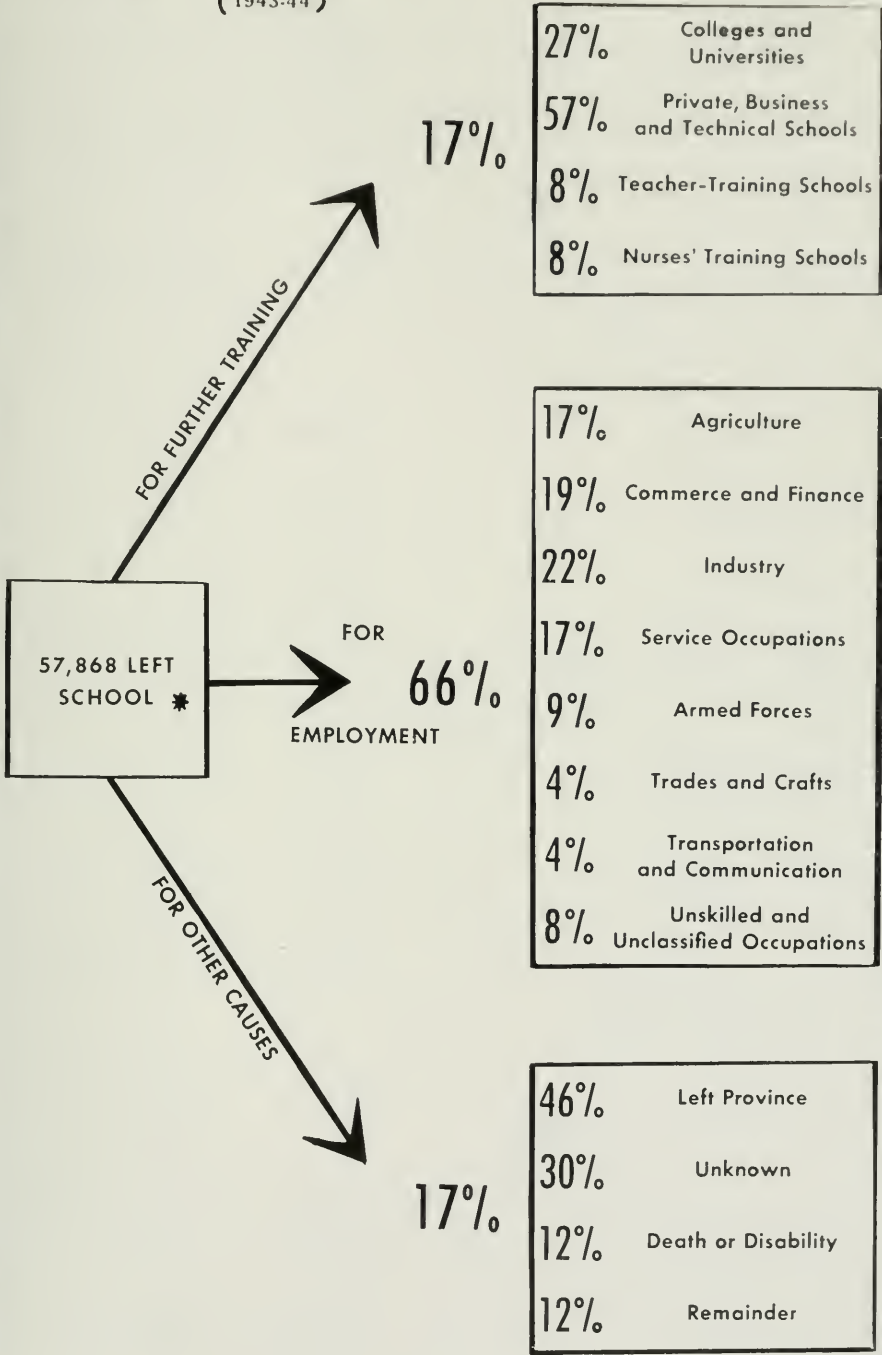 (1943-44)
27% Colleges and
Universities
57% Private, Business
and Technical Schools
8% Teacher-Training Schools
8% Nurses' Training Schools
17%
FOR FURTHER TRAINING
17% Agriculture
19% Commerce and Finance
22% Industry
17% Service Occupations
9% Armed Forces
4% Trades and Crafts
4% Transportation
and Communication
8% Unskilled and
Unclassified Occupations
57,868 LEFT
SCHOOL *
FOR
66%
EMPLOYMENT
FOR OTHER CAUSES
17%
46% Left Province
30% Unknown
12% Death or Disability
12% Remainder